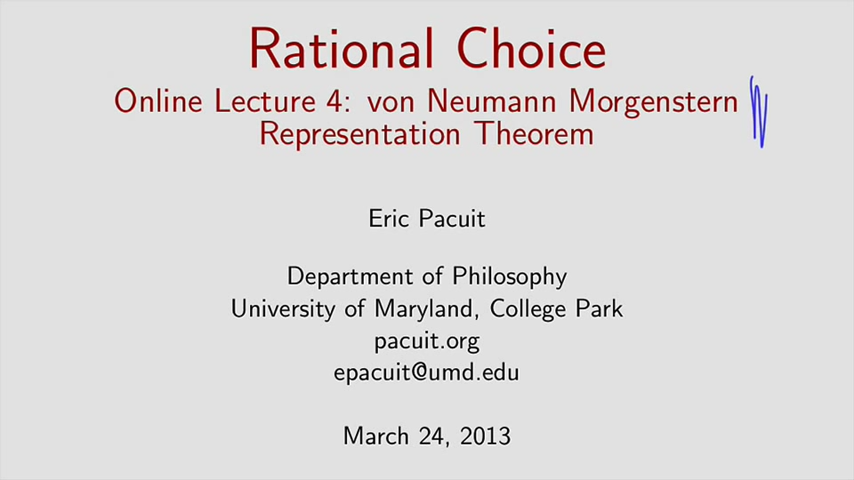 Rational Choice
Online Lecture 4: von Neumann Morgenstern
Representation Theorem
Eric Pacuit
Department of Philosophy
University of Maryland, College Park
pacuit.org
epacuit@umd.edu
March 24, 2013